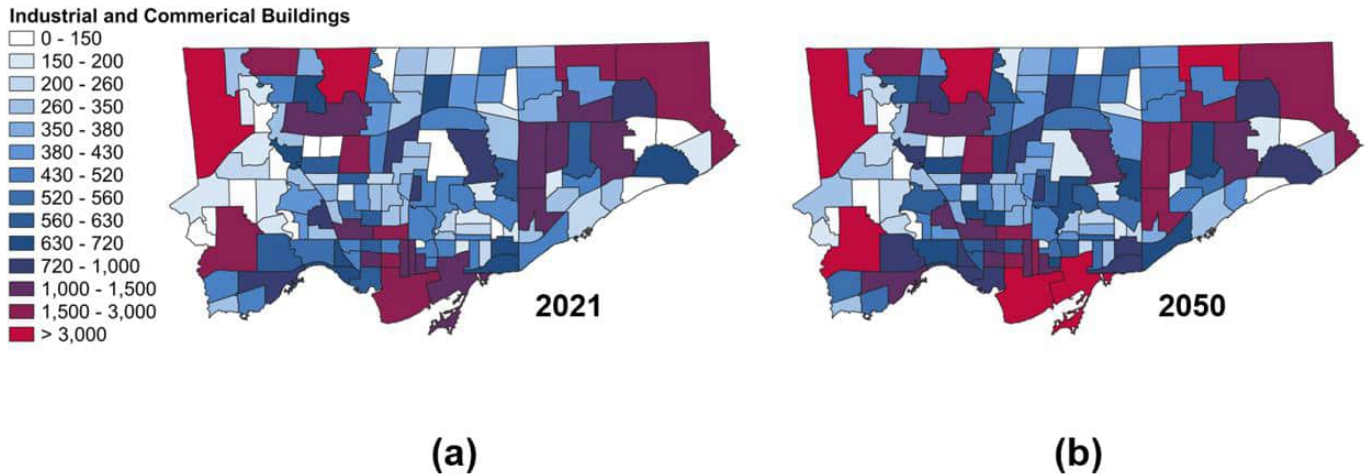 Industrial and Commerical Buildings
0 - 150
150 - 200
200 - 260
260 - 350
350 - 380
380 - 430
430 - 520
520 - 560
560 - 630
630 - 720
720 - 1,000
1,000 - 1,500
1,500 - 3,000
> 3,000
2021
2050
(a)
(b)